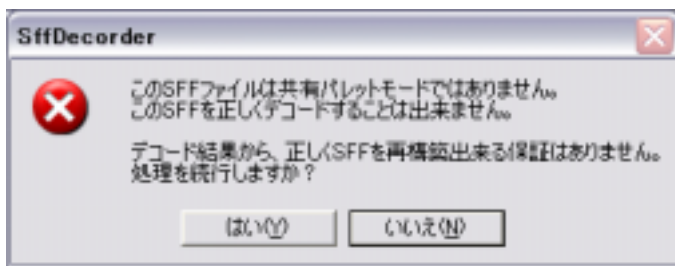 SffDecorder
このSFFファイルは共有パレットモードではありません。
このSFFを正しくデコードすることは出来ません。
デコード結果から、正しくSFFを再構築出来る保証はありません。
処理を続行しますか？
はい(Y) いいえ(N)